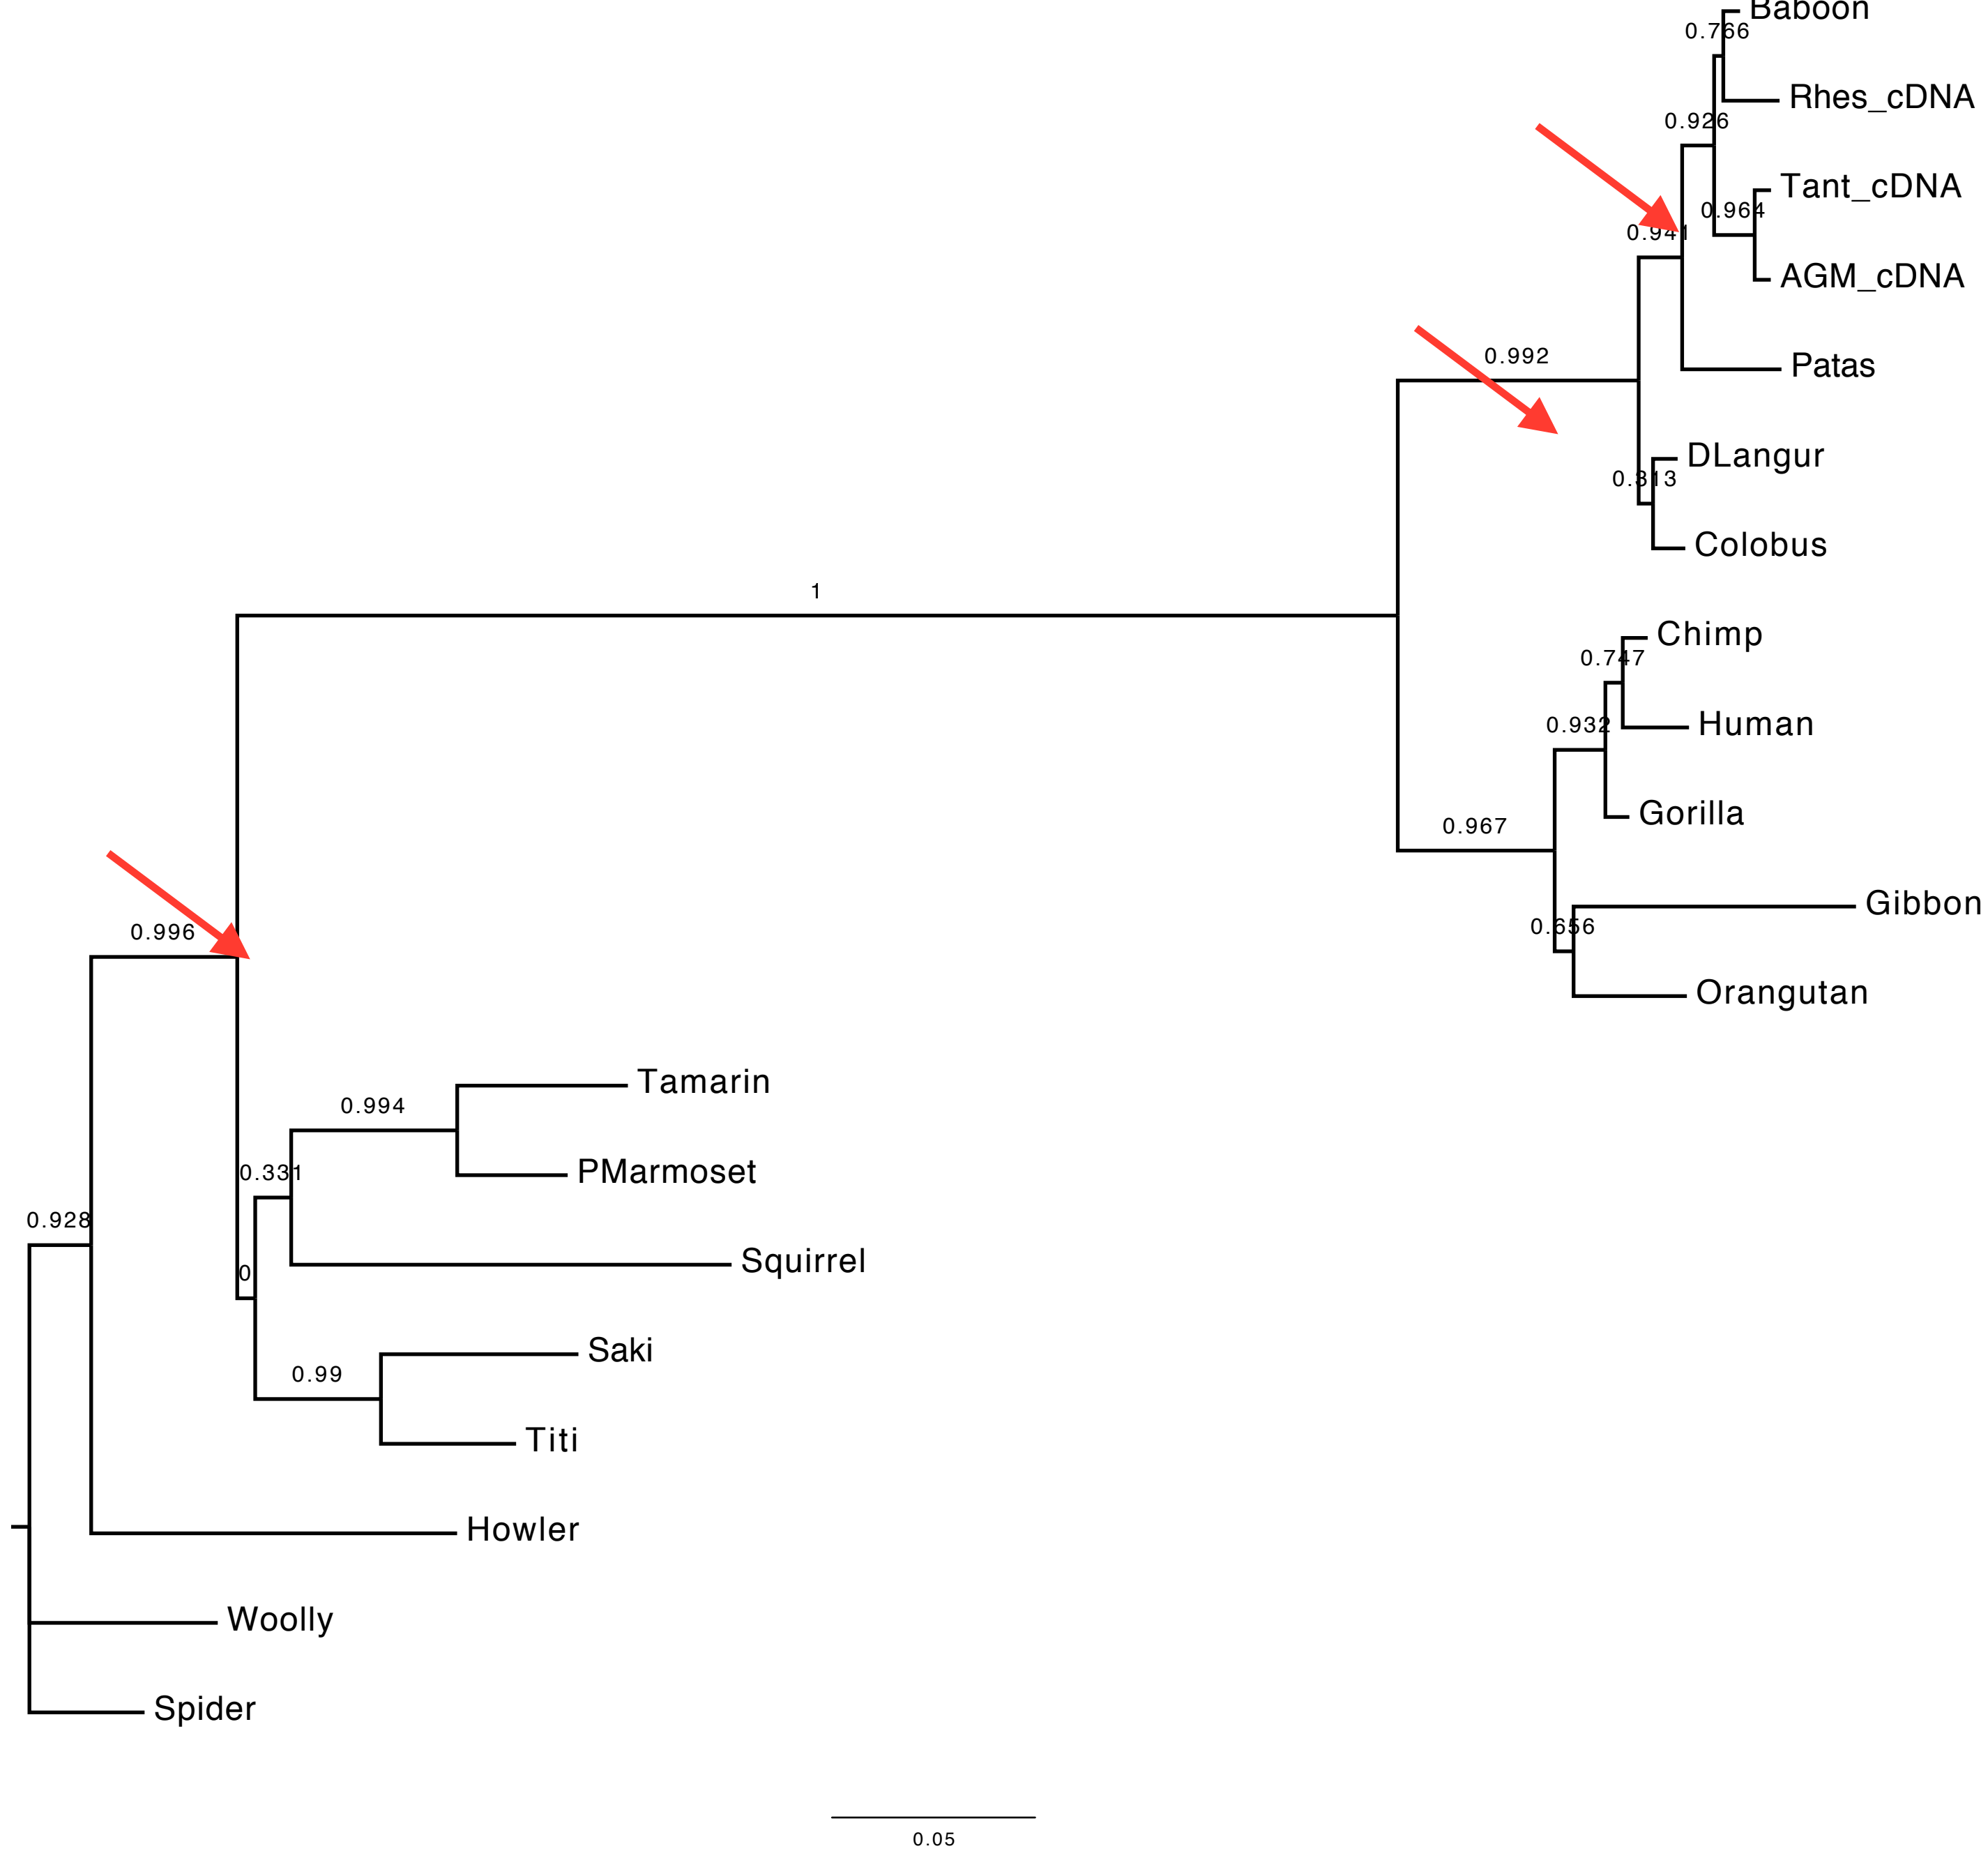 Baboon
0.766
Rhes_cDNA
0.926
Tant_cDNA
0.964
0.941
AGM_cDNA
0.992
Patas
DLangur
0.313
Colobus
1
Chimp
0.747
Human
0.932
Gorilla
0.967
Gibbon
0.656
0.996
Orangutan
Tamarin
0.994
PMarmoset
0.331
0.928
Squirrel
0
Saki
0.99
Titi
Howler
Woolly
Spider
0.05